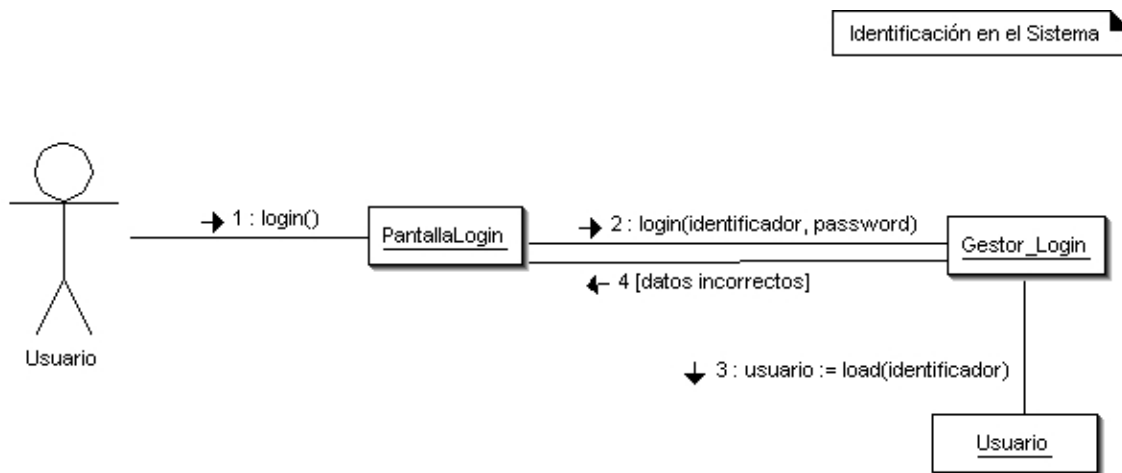 Identificación en el Sistema
1 : login()
PantallaLogin
2 : login(identificador, password)
Gestor_Login
4 [datos incorrectos]
Usuario
3 : usuario := load(identificador)
Usuario